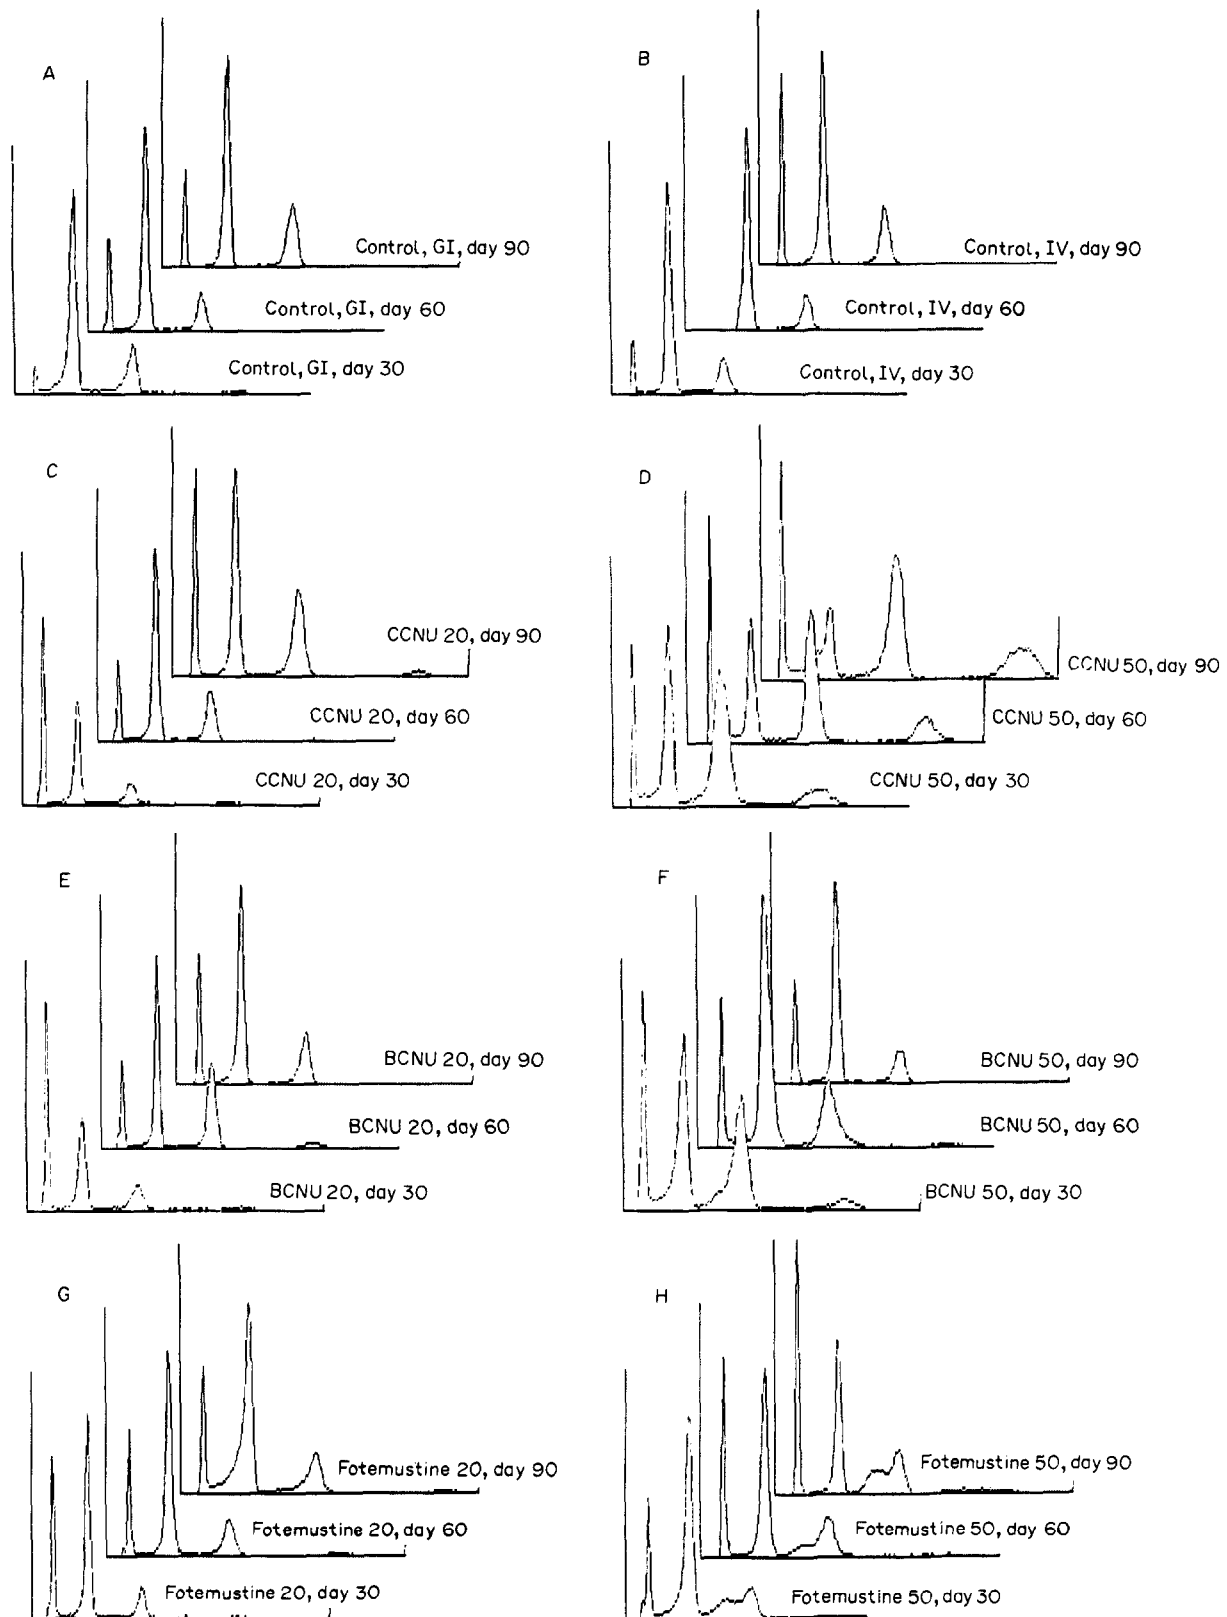 A
Control, GI, day 90
Control, GI, day 60
Control, GI, day 30
B
Control, IV, day 90
Control, IV, day 60
Control, IV, day 30
C
CCNU 20, day 90
CCNU 20, day 60
CCNU 20, day 30
D
CCNU 50, day 90
CCNU 50, day 60
CCNU 50, day 30
E
BCNU 20, day 90
BCNU 20, day 60
BCNU 20, day 30
F
BCNU 50, day 90
BCNU 50, day 60
BCNU 50, day 30
G
Fotemustine 20, day 90
Fotemustine 20, day 60
Fotemustine 20, day 30
H
Fotemustine 50, day 90
Fotemustine 50, day 60
Fotemustine 50, day 30